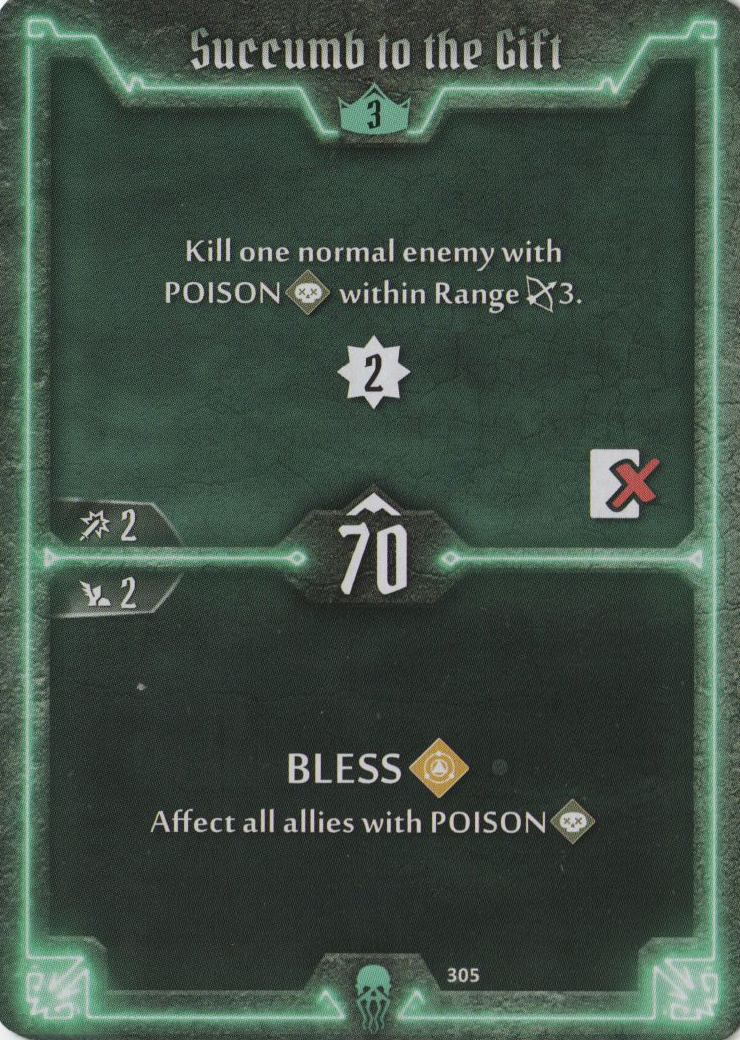 Succumb to the Gift
3
Kill one normal enemy with
POISON within Range 3.
2
2
70
2
BLESS
Affect all allies with POISON
305